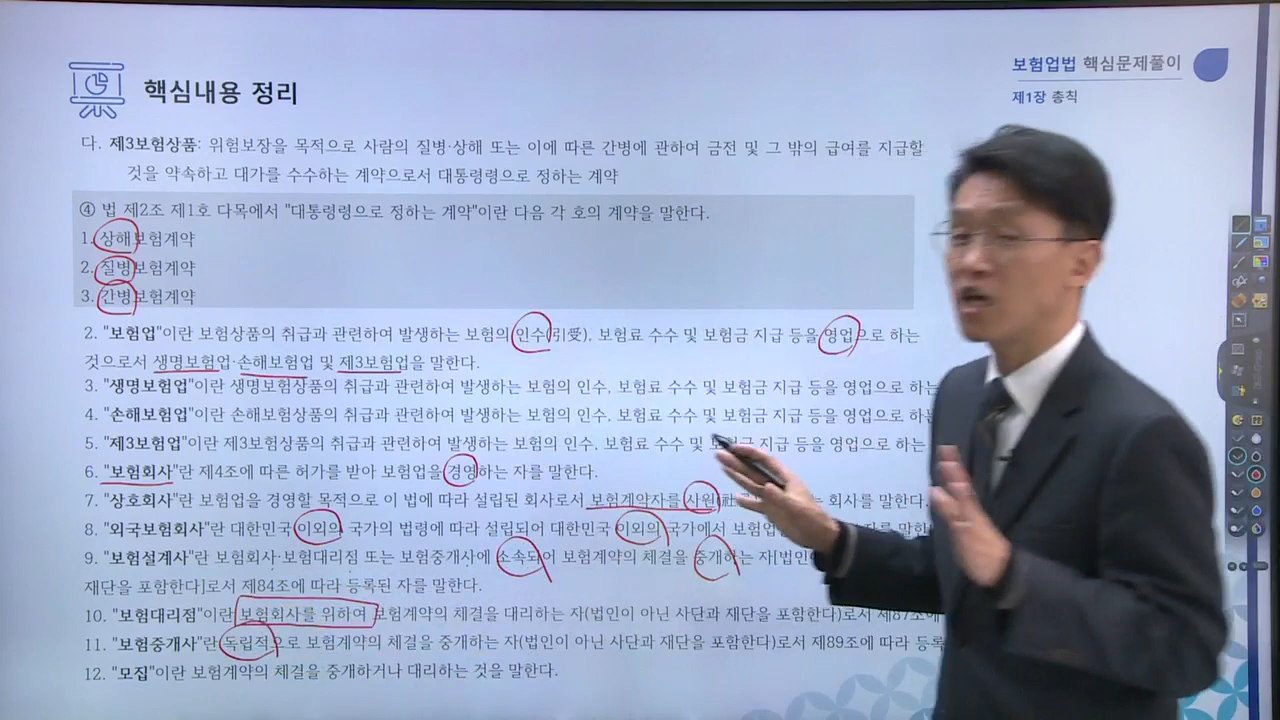 보험업법 핵심문제풀이
제1장 총칙
핵심내용 정리
다. 제3보험상품: 위험보장을 목적으로 사람의 질병·상해 또는 이에 따른 간병에 관하여 금전 및 그 밖의 급여를 지급할
것을 약속하고 대가를 수수하는 계약으로서 대통령령으로 정하는 계약
④ 법 제2조 제1호 다목에서 "대통령령으로 정하는 계약"이란 다음 각 호의 계약을 말한다.
1. 상해보험계약
2. 질병보험계약
3. 간병보험계약
2. "보험업"이란 보험상품의 취급과 관련하여 발생하는 보험의 인수(引受), 보험료 수수 및 보험금 지급 등을 영업으로 하는
것으로서 생명보험업·손해보험업 및 제3보험업을 말한다.
3. "생명보험업"이란 생명보험상품의 취급과 관련하여 발생하는 보험의 인수, 보험료 수수 및 보험금 지급 등을 영업으로 하는
4. "손해보험업"이란 손해보험상품의 취급과 관련하여 발생하는 보험의 인수, 보험료 수수 및 보험금 지급 등을 영업으로 하는
5. "제3보험업"이란 제3보험상품의 취급과 관련하여 발생하는 보험의 인수, 보험료 수수 및 보험금 지급 등을 영업으로 하는
6. "보험회사"란 제4조에 따른 허가를 받아 보험업을 경영하는 자를 말한다.
7. "상호회사"란 보험업을 경영할 목적으로 이 법에 따라 설립된 회사로서 보험계약자를 사원(社 회사를 말한다.
8. "외국보험회사"란 대한민국 이외의 국가의 법령에 따라 설립되어 대한민국 이외의 국가에서 보험업 자를 말한
9. "보험설계사"란 보험회사·보험대리점 또는 보험중개사에 소속되어 보험계약의 체결을 중개하는 자[법인이
재단을 포함한다]로서 제84조에 따라 등록된 자를 말한다.
10. "보험대리점"이란 보험회사를 위하여 보험계약의 체결을 대리하는 자(법인이 아닌 사단과 재단을 포함한다)로서 제87조에
11. "보험중개사"란 독립적으로 보험계약의 체결을 중개하는 자(법인이 아닌 사단과 재단을 포함한다)로서 제89조에 따라 등록
12. "모집"이란 보험계약의 체결을 중개하거나 대리하는 것을 말한다.